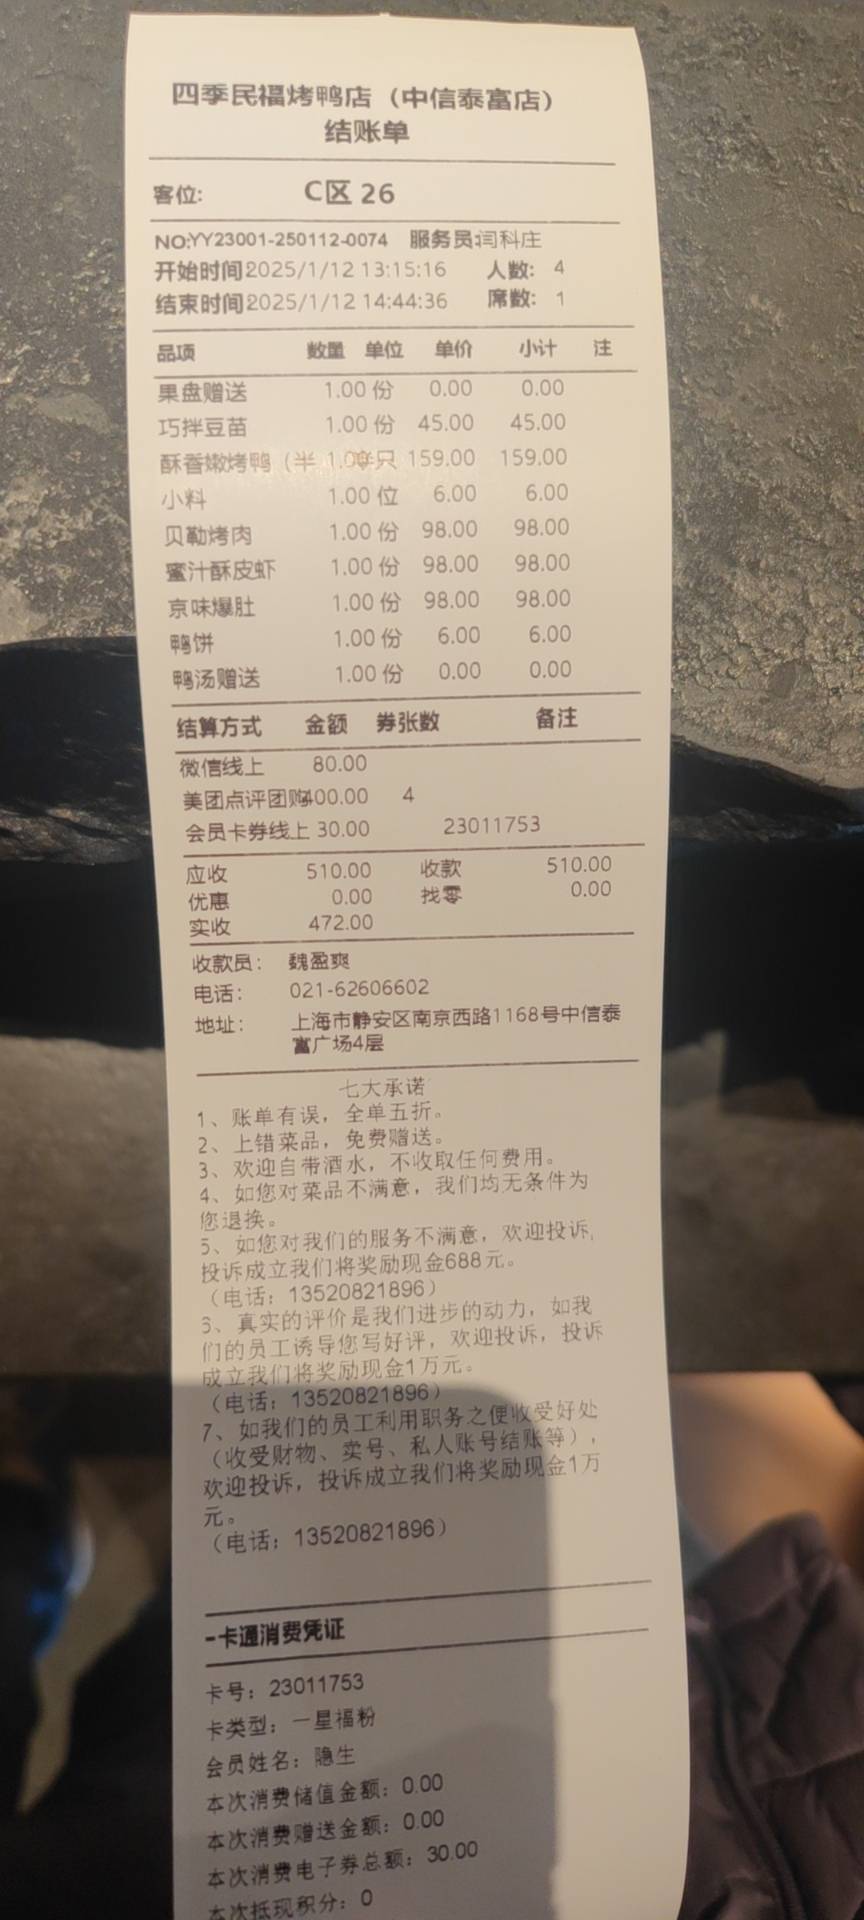 四季民福烤鸭店（中信泰富店）
结账单
客位: C区 26
NO:YY23001-250112-0074 服务员:闫科庄
开始时间2025/1/12 13:15:16 人数: 4
结束时间2025/1/12 14:44:36 席数: 1
品项 数量 单位 单价 小计 注
果盘赠送 1.00 份 0.00 0.00
巧拌豆苗 1.00 份 45.00 45.00
酥香嫩烤鸭（半 1.00 半只 159.00 159.00
小料 1.00 位 6.00 6.00
贝勒烤肉 1.00 份 98.00 98.00
蜜汁酥皮虾 1.00 份 98.00 98.00
京味爆肚 1.00 份 98.00 98.00
鸭饼 1.00 份 6.00 6.00
鸭汤赠送 1.00 份 0.00 0.00
结算方式 金额 券张数 备注
微信线上 80.00
美团点评团购400.00 4
会员卡券线上 30.00 23011753
应收 510.00 收款 510.00
优惠 0.00 找零 0.00
实收 472.00
收款员: 魏盈爽
电话: 021-62606602
地址: 上海市静安区南京西路1168号中信泰
富广场4层
七大承诺
1、账单有误，全单五折。
2、上错菜品，免费赠送。
3、欢迎自带酒水，不收取任何费用。
4、如您对菜品不满意，我们均无条件为
您退换。
5、如您对我们的服务不满意，欢迎投诉,
投诉成立我们将奖励现金688元。
（电话：13520821896）
6、真实的评价是我们进步的动力，如我
们的员工诱导您写好评，欢迎投诉，投诉
成立我们将奖励现金1万元。
（电话：13520821896）
7、如我们的员工利用职务之便收受好处
（收受财物、卖号、私人账号结账等），
欢迎投诉，投诉成立我们将奖励现金1万
元。
（电话：13520821896）
一卡通消费凭证
卡号：23011753
卡类型：一星福粉
会员姓名：隐生
本次消费储值金额：0.00
本次消费赠送金额：0.00
本次消费电子券总额：30.00
本次抵现积分：0